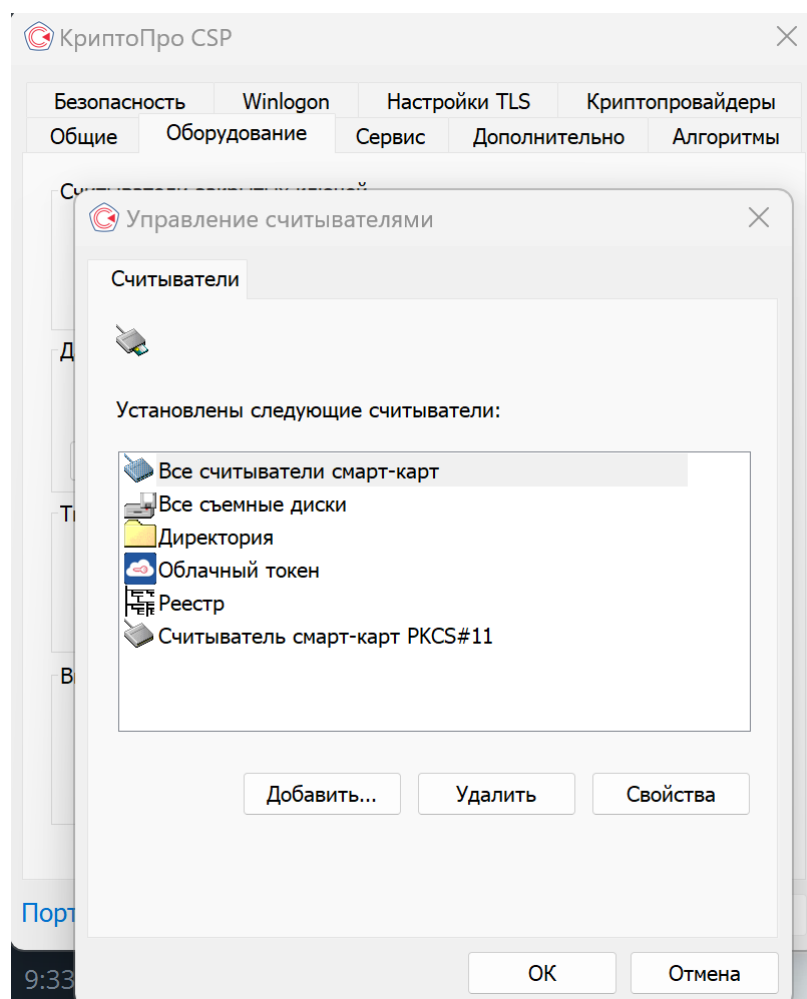 КриптоПро CSP
Безопасность Winlogon Настройки TLS Криптопровайдеры
Общие Оборудование Сервис Дополнительно Алгоритмы
Управление считывателями
Считыватели
Установлены следующие считыватели:
Все считыватели смарт-карт
Все съемные диски
Директория
Облачный токен
Реестр
Считыватель смарт-карт PKCS#11
Добавить... Удалить Свойства
ОК Отмена
9:33